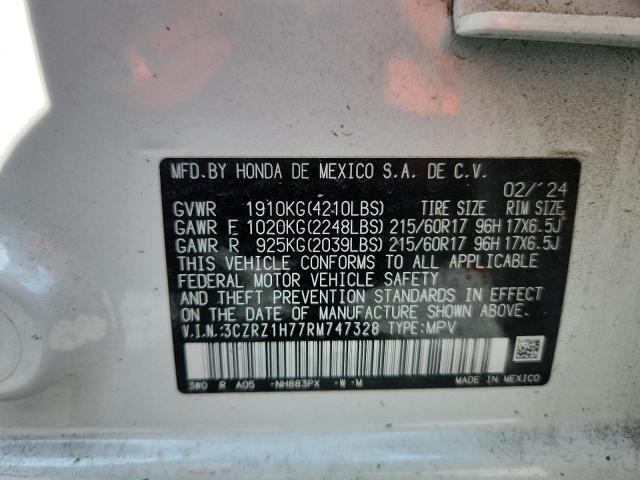 MFD. BY HONDA DE MEXICO S.A. DE C.V.
02/'24
GVWR 1910KG(4210LBS) TIRE SIZE RIM SIZE
GAWR F 1020KG(2248LBS) 215/60R17 96H 17X6.5J
GAWR R 925KG(2039LBS) 215/60R17 96H 17X6.5J
THIS VEHICLE CONFORMS TO ALL APPLICABLE
FEDERAL MOTOR VEHICLE SAFETY
AND THEFT PREVENTION STANDARDS IN EFFECT
ON THE DATE OF MANUFACTURE SHOWN ABOVE.
V.I.N.:3CZRZ1H77RM747328 TYPE:MPV
3W0 R A05 -NH883PX -W -M
MADE IN MEXICO